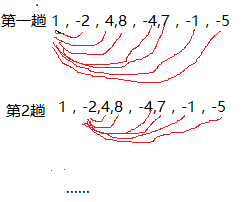 第一趟 1，-2，4,8，-4,7，-1，-5
第2趟 1，-2,4,8，-4,7，-1，-5
......